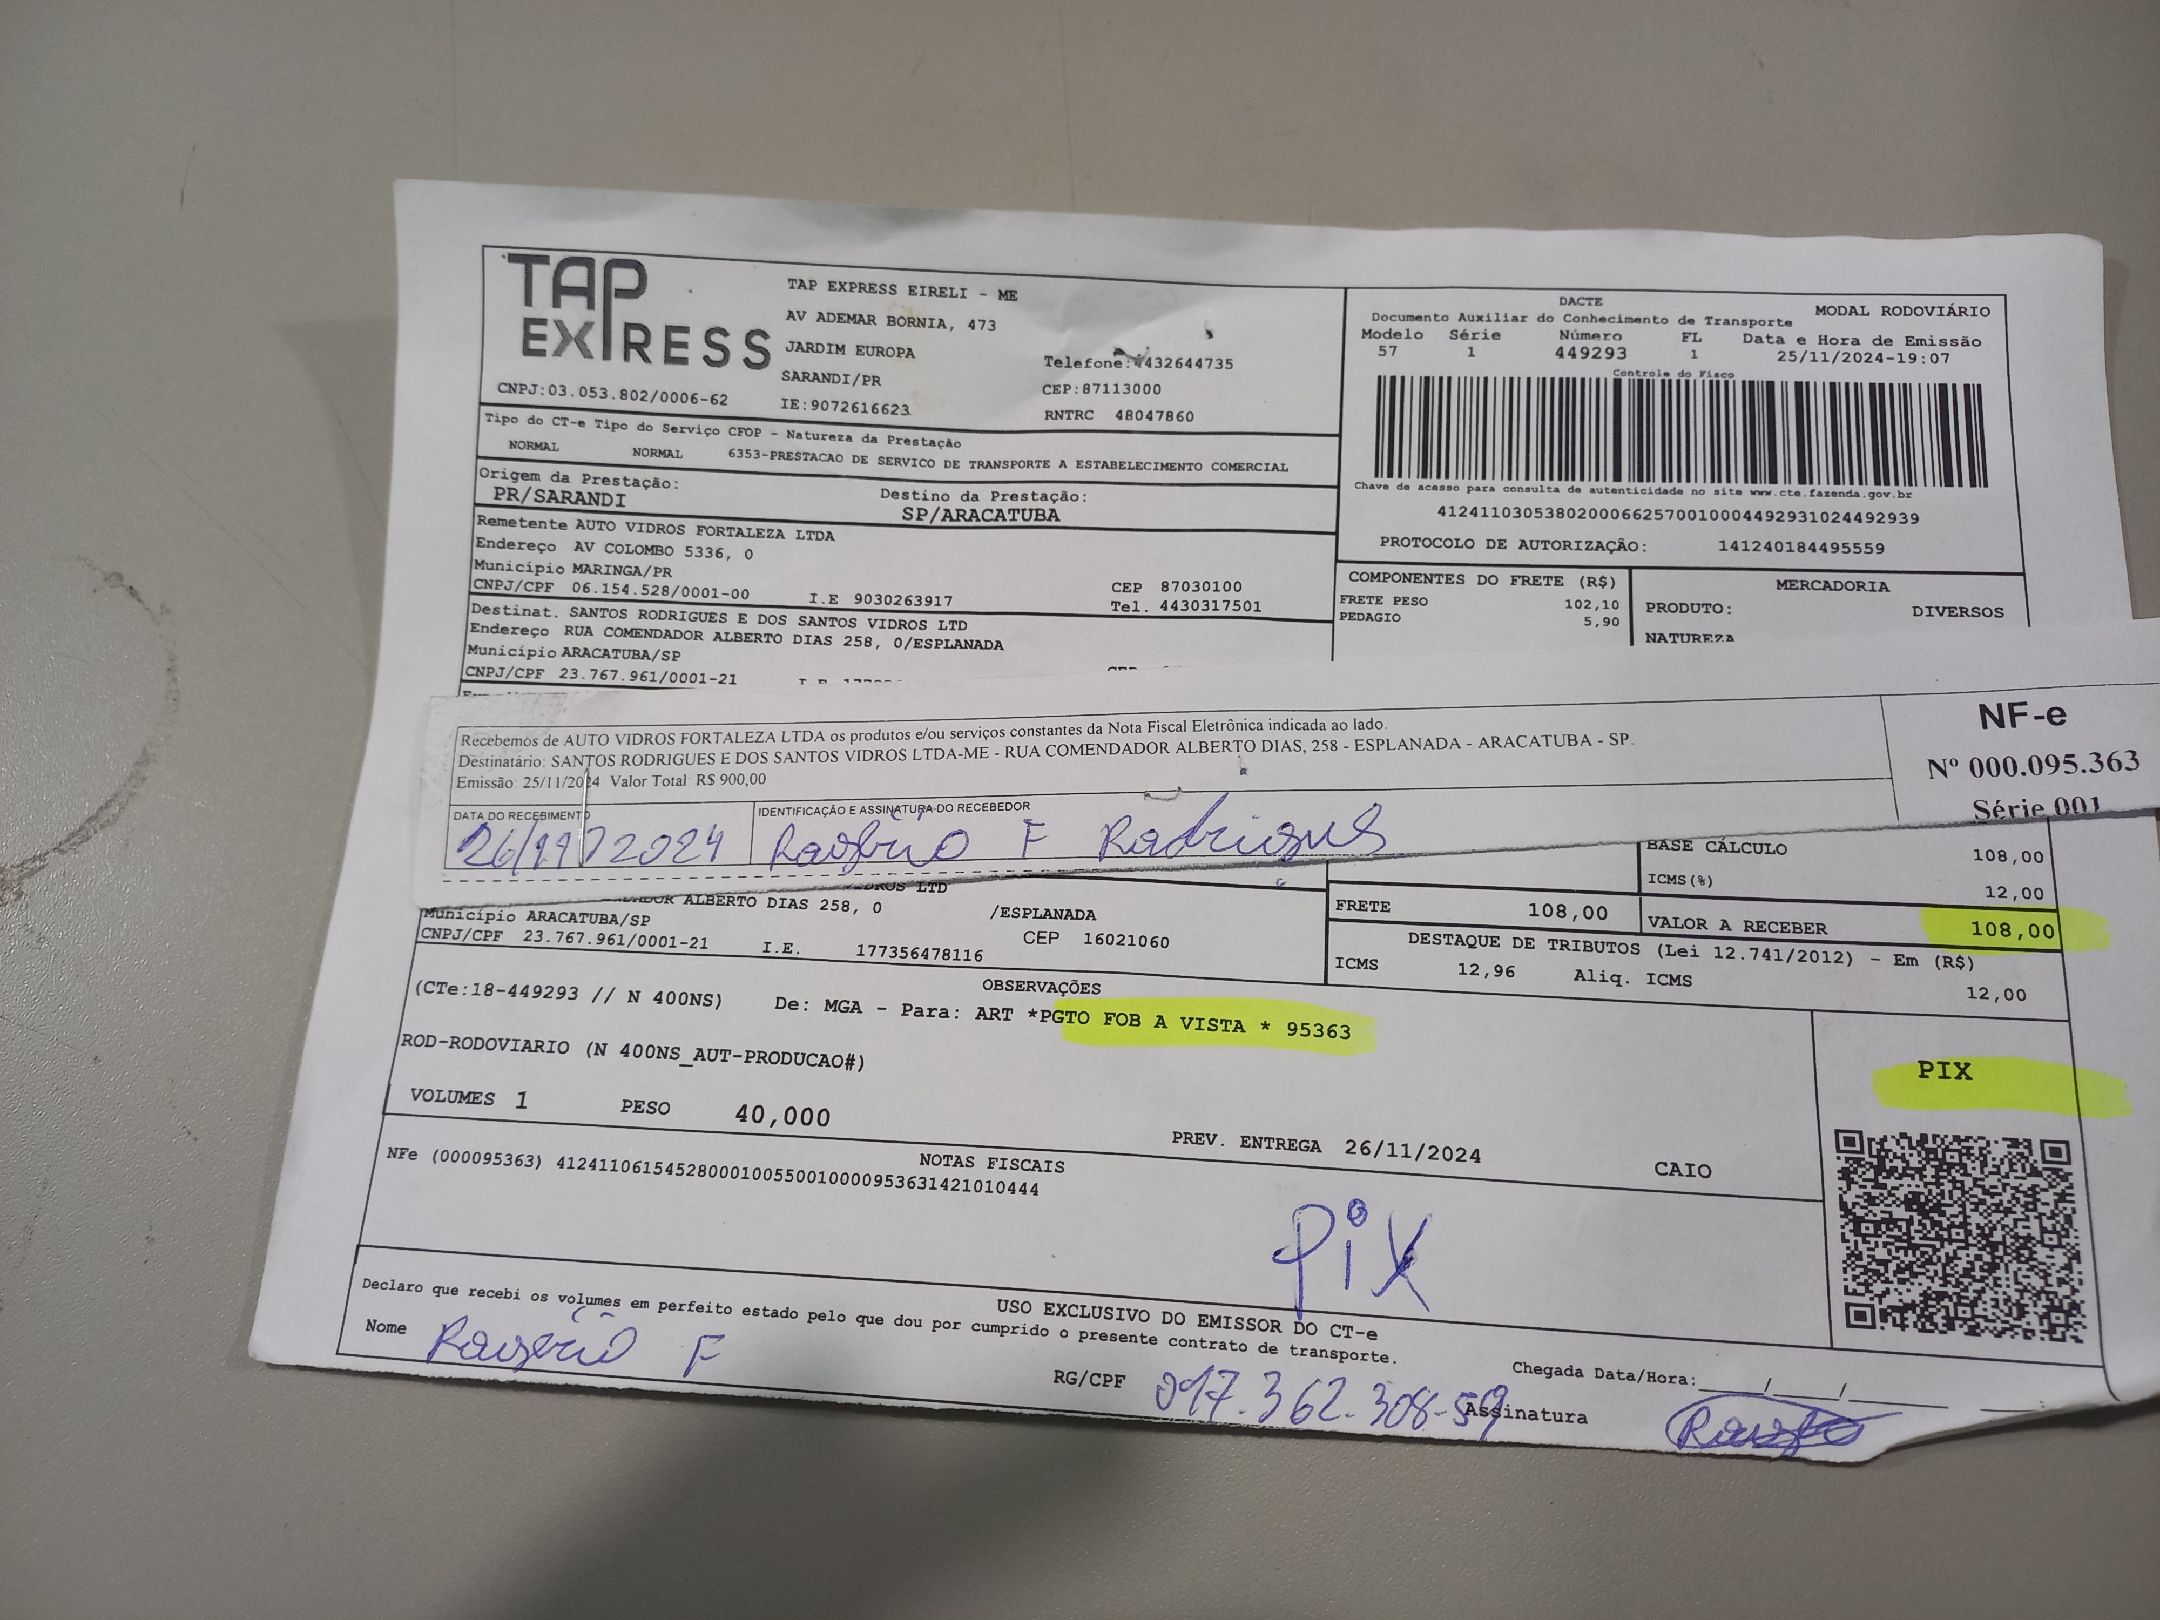 TAP EXPRESS
CNPJ:03.053.802/0006-62
TAP EXPRESS EIRELI - ME
AV ADEMAR BORNIA, 473
JARDIM EUROPA
SARANDI/PR
IE:9072616623
Telefone:4432644735
CEP:87113000
RNTRC 48047860
DACTE MODAL RODOVIÁRIO
Documento Auxiliar do Conhecimento de Transporte
Modelo Série Número FL Data e Hora de Emissão
57 1 449293 1 25/11/2024-19:07
Controle do Fisco
Chave de acesso para consulta de autenticidade no site www.cte.fazenda.gov.br
41241103053802000662570010004492931024492939
PROTOCOLO DE AUTORIZAÇÃO: 141240184495559
Tipo do CT-e Tipo do Serviço CFOP - Natureza da Prestação
NORMAL NORMAL 6353-PRESTACAO DE SERVICO DE TRANSPORTE A ESTABELECIMENTO COMERCIAL
Origem da Prestação: Destino da Prestação:
PR/SARANDI SP/ARACATUBA
Remetente AUTO VIDROS FORTALEZA LTDA
Endereço AV COLOMBO 5336, 0
Município MARINGA/PR CEP 87030100
CNPJ/CPF 06.154.528/0001-00 I.E 9030263917 Tel. 4430317501
Destinat. SANTOS RODRIGUES E DOS SANTOS VIDROS LTD
Endereço RUA COMENDADOR ALBERTO DIAS 258, 0/ESPLANADA
Município ARACATUBA/SP
CNPJ/CPF 23.767.961/0001-21
COMPONENTES DO FRETE (R$)
FRETE PESO 102,10
PEDAGIO 5,90
MERCADORIA
PRODUTO: DIVERSOS
NATUREZA
Recebemos de AUTO VIDROS FORTALEZA LTDA os produtos e/ou serviços constantes da Nota Fiscal Eletrônica indicada ao lado.
Destinatário: SANTOS RODRIGUES E DOS SANTOS VIDROS LTDA-ME - RUA COMENDADOR ALBERTO DIAS, 258 - ESPLANADA - ARACATUBA - SP.
Emissão: 25/11/2024 Valor Total: R$ 900,00
DATA DO RECEBIMENTO IDENTIFICAÇÃO E ASSINATURA DO RECEBEDOR
26/11/2024 Rogério F Rodrigues
NF-e
Nº 000.095.363
Série 001
BASE CÁLCULO 108,00
ICMS(%) 12,00
FRETE 108,00 VALOR A RECEBER 108,00
DESTAQUE DE TRIBUTOS (Lei 12.741/2012) - Em (R$)
ICMS 12,96 Aliq. ICMS 12,00
VIDROS LTD
ALBERTO DIAS 258, 0 /ESPLANADA
Município ARACATUBA/SP CEP 16021060
CNPJ/CPF 23.767.961/0001-21 I.E. 177356478116
OBSERVAÇÕES
(CTe:18-449293 // N 400NS) De: MGA - Para: ART *PGTO FOB A VISTA * 95363
ROD-RODOVIARIO (N 400NS_AUT-PRODUCAO#)
VOLUMES 1 PESO 40,000
PREV. ENTREGA 26/11/2024 CAIO
PIX
NOTAS FISCAIS
NFe (000095363) 41241106154528000100550010000953631421010444
PiX
USO EXCLUSIVO DO EMISSOR DO CT-e
Declaro que recebi os volumes em perfeito estado pelo que dou por cumprido o presente contrato de transporte.
Nome Rogério F RG/CPF 097.362.308-59
Chegada Data/Hora: / /
Assinatura